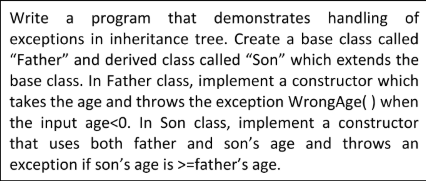 Write a program that demonstrates handling of
exceptions in inheritance tree. Create a base class called
“Father” and derived class called “Son” which extends the
base class. In Father class, implement a constructor which
takes the age and throws the exception WrongAge( ) when
the input age<0. In Son class, implement a constructor
that uses both father and son’s age and throws an
exception if son’s age is >=father’s age.